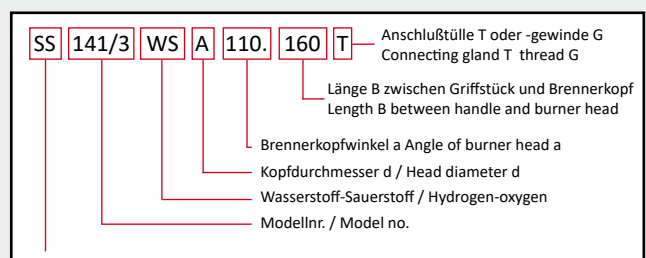 SS 141/3 WS A 110. 160 T
Anschlußtülle T oder -gewinde G
Connecting gland T thread G
Länge B zwischen Griffstück und Brennerkopf
Length B between handle and burner head
Brennerkopfwinkel a Angle of burner head a
Kopfdurchmesser d / Head diameter d
Wasserstoff-Sauerstoff / Hydrogen-oxygen
Modellnr. / Model no.